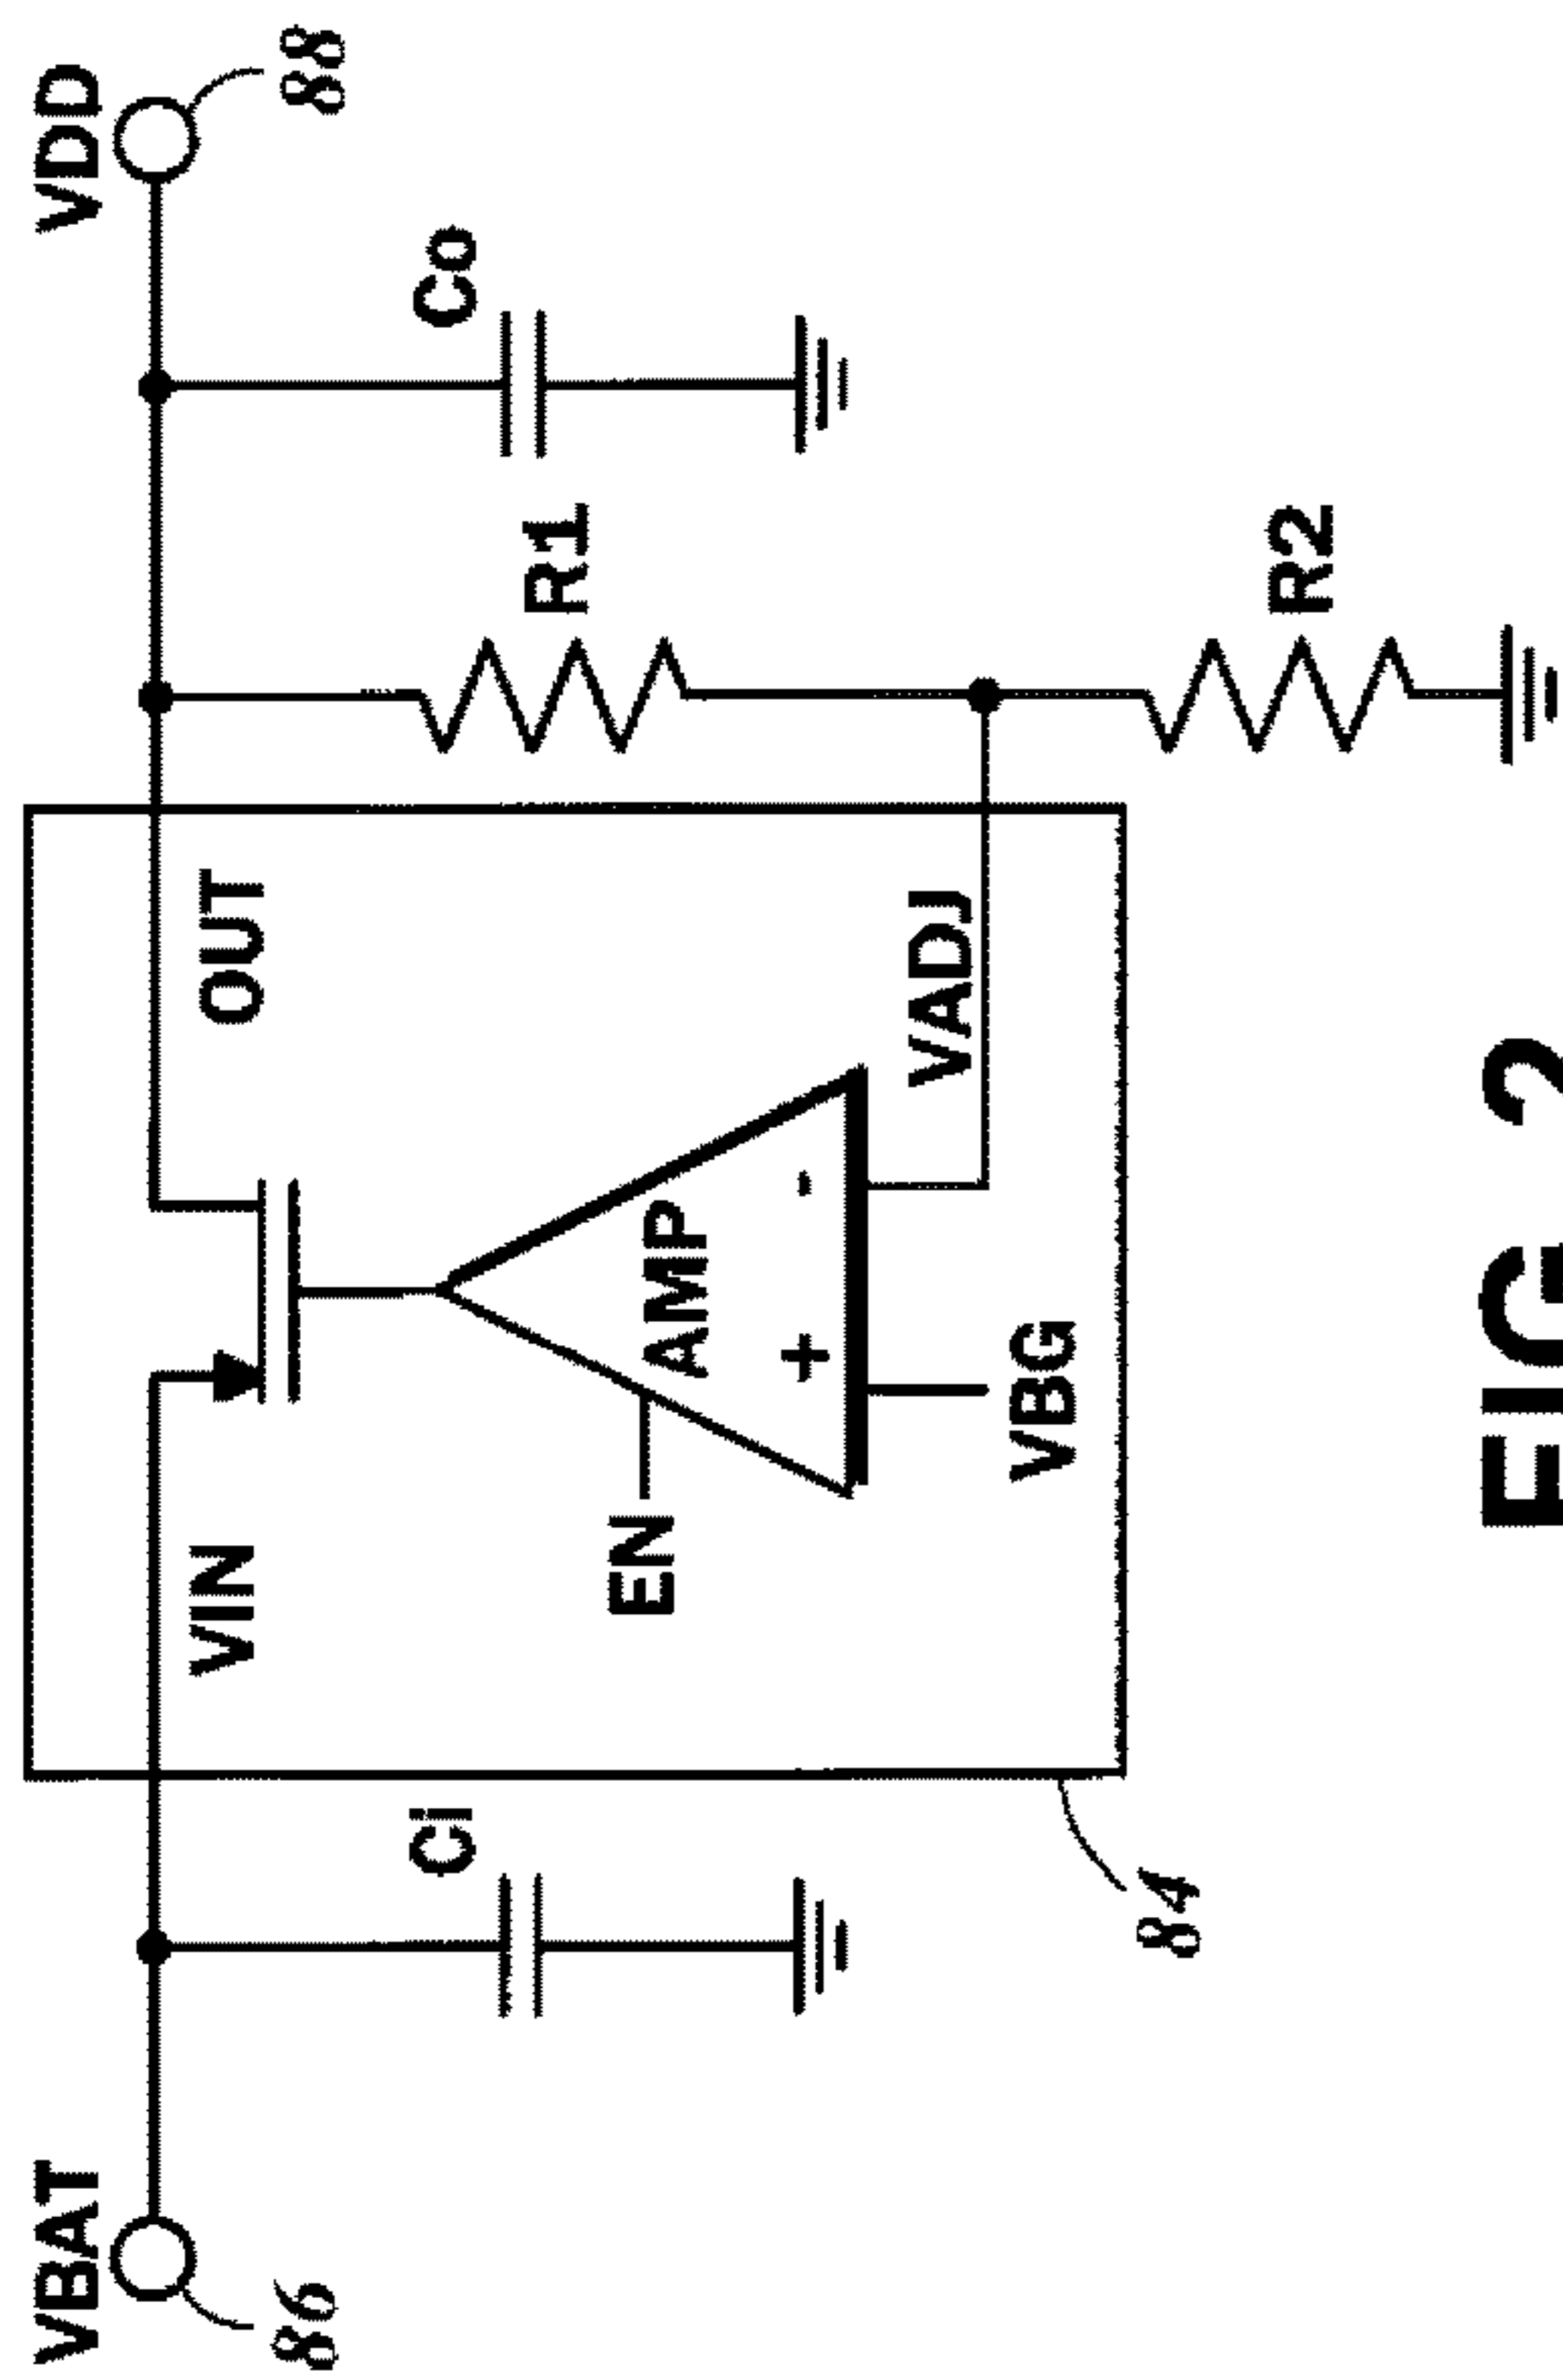 VBAT
VDD
86
88
VIN
OUT
Ci
Co
R1
EN
AMP
+
-
VADJ
VBG
84
R2
FIG 2